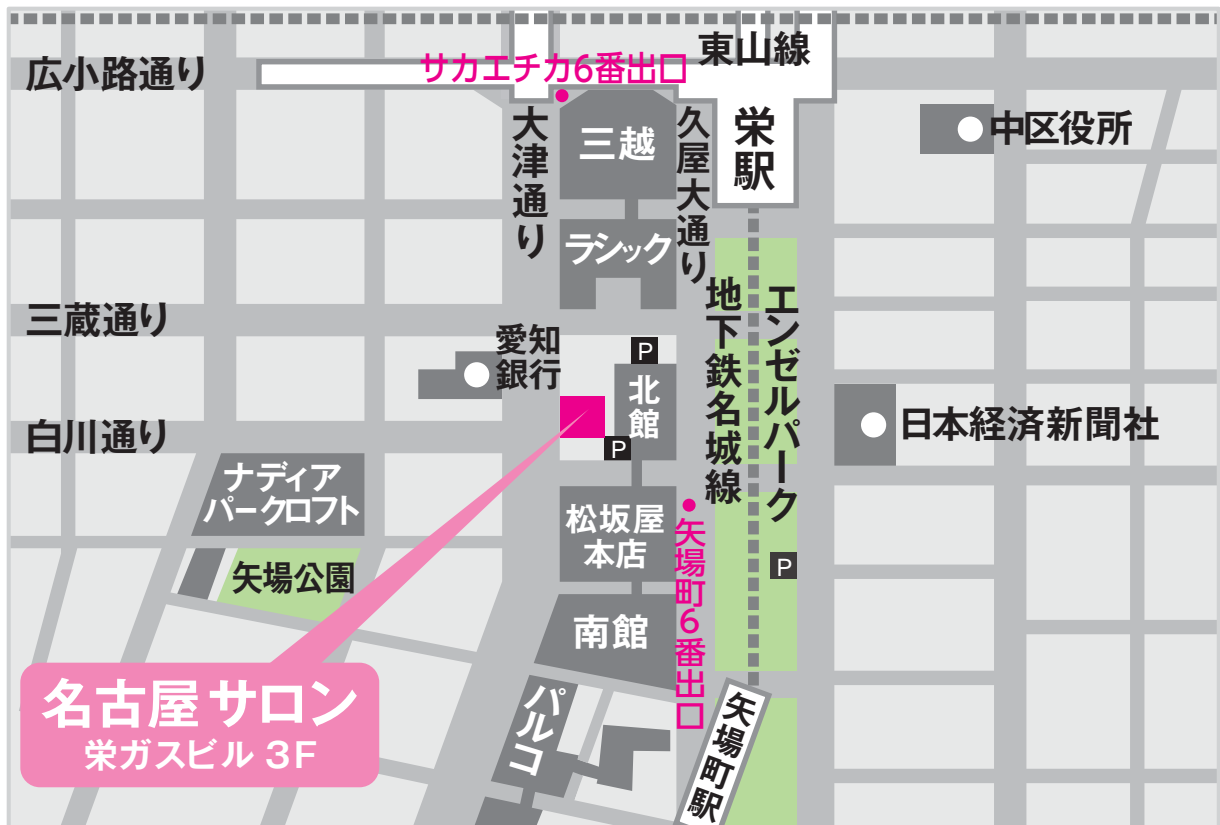 広小路通り
サカエチカ6番出口
東山線
大津通り
三越
久屋大通り
栄駅
中区役所
ラシック
三蔵通り
愛知
銀行
P
北館
P
地下鉄名城線
エンゼルパーク
日本経済新聞社
白川通り
ナディア
パークロフト
矢場公園
松坂屋
本店
矢場町6番出口
P
南館
名古屋 サロン
栄ガスビル 3F
パルコ
矢場町駅